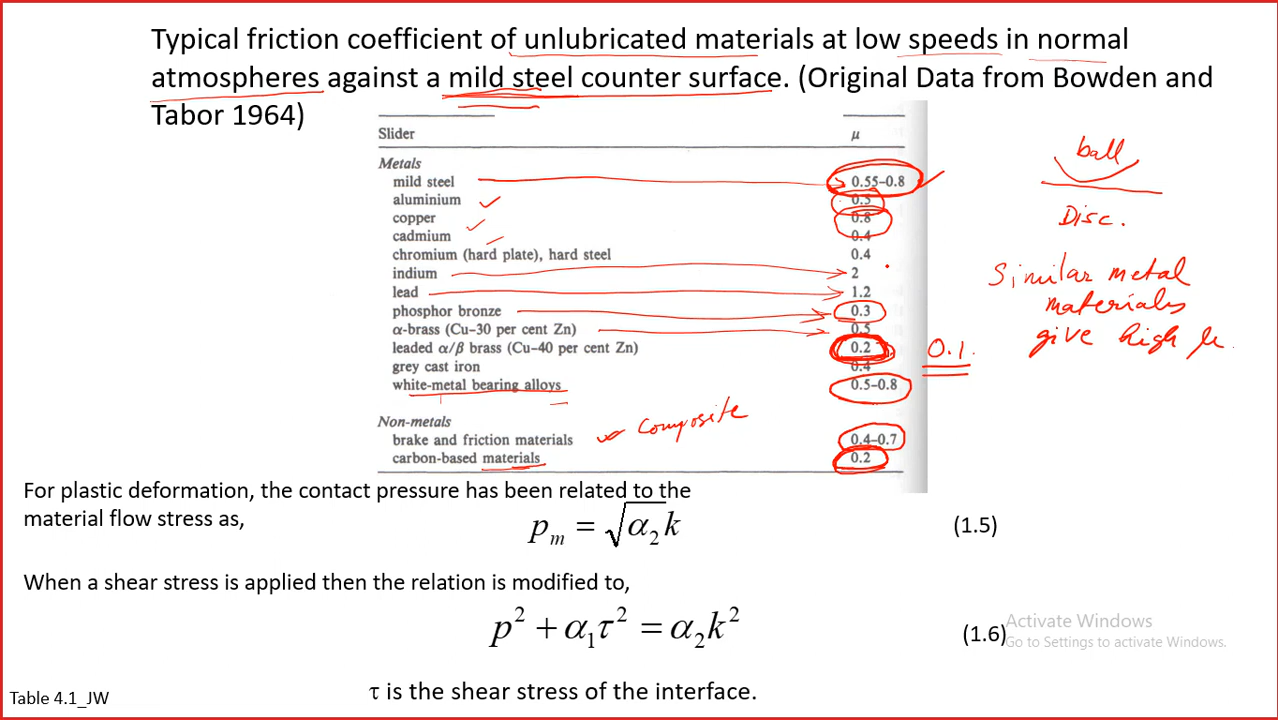 Typical friction coefficient of unlubricated materials at low speeds in normal
atmospheres against a mild steel counter surface. (Original Data from Bowden and
Tabor 1964)
Slider μ
Metals
mild steel 0.55–0.8
aluminium 0.5
copper 0.8
cadmium 0.4
chromium (hard plate), hard steel 0.4
indium 2
lead 1.2
phosphor bronze 0.3
α-brass (Cu–30 per cent Zn) 0.5
leaded α/β brass (Cu–40 per cent Zn) 0.2 0.1.
grey cast iron 0.4
white-metal bearing alloys 0.5–0.8
Non-metals
brake and friction materials 0.4–0.7
carbon-based materials 0.2
composite
ball
Disc.
Similar metal
materials
give high μ.
For plastic deformation, the contact pressure has been related to the
material flow stress as,
pₘ = √α₂ k (1.5)
When a shear stress is applied then the relation is modified to,
p² + α₁τ² = α₂k² (1.6)
τ is the shear stress of the interface.
Table 4.1_JW
Activate Windows
Go to Settings to activate Windows.